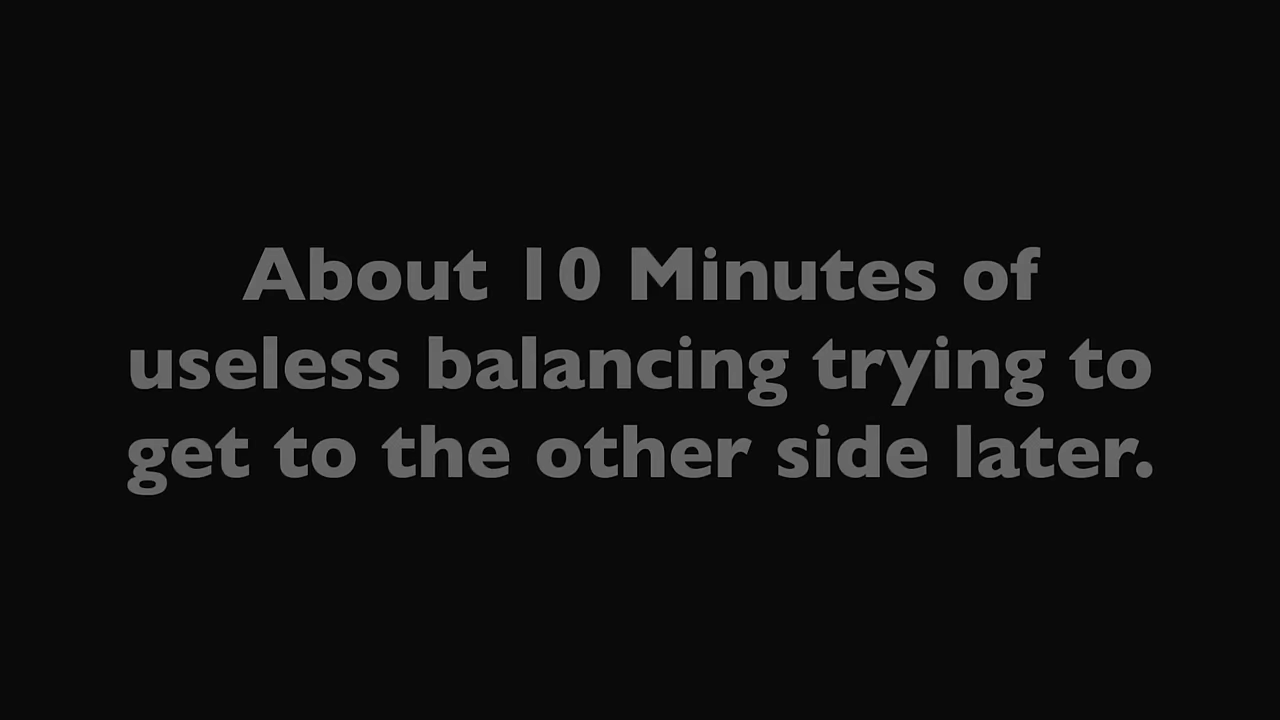 About 10 Minutes of
useless balancing trying to
get to the other side later.